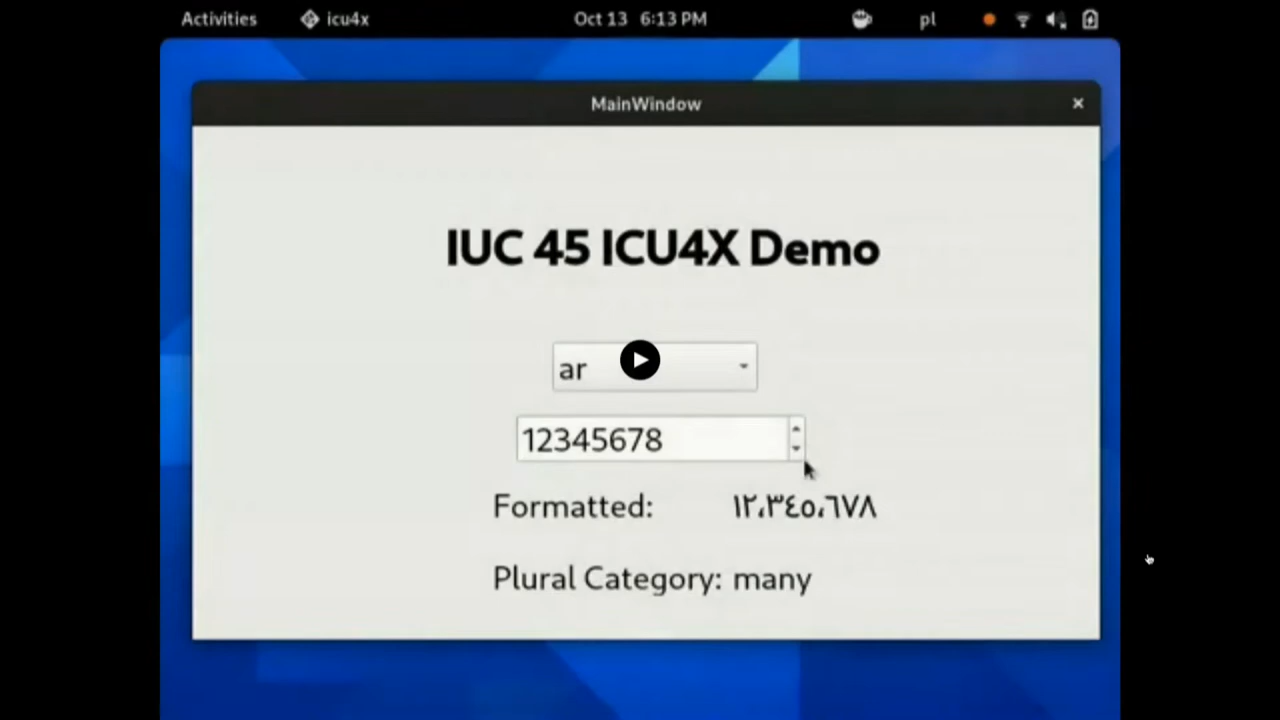 Activities icu4x Oct 13 6:13 PM pl
MainWindow
IUC 45 ICU4X Demo
ar
12345678
Formatted: ١٢،٣٤٥،٦٧٨
Plural Category: many